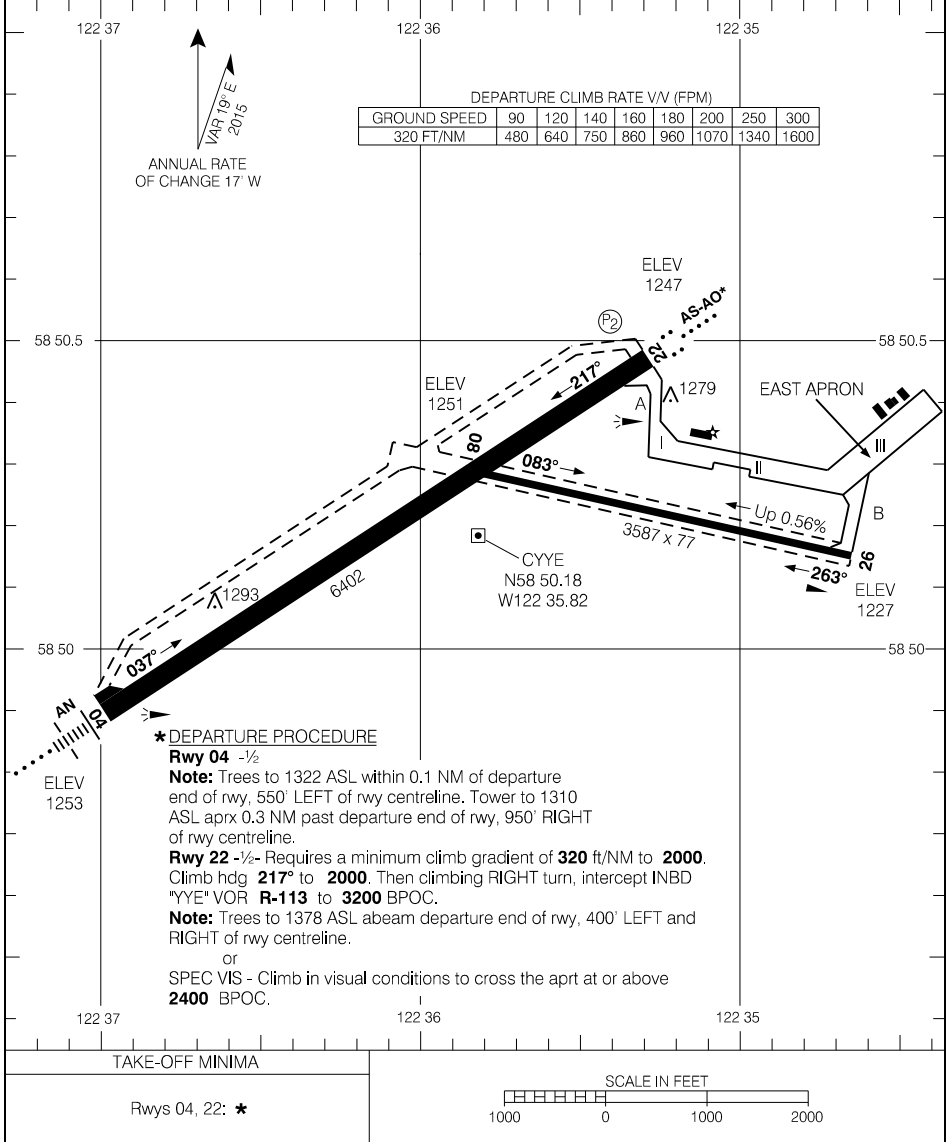 122 37
122 36
122 35
VAR 19° E
2015
ANNUAL RATE
OF CHANGE 17' W
DEPARTURE CLIMB RATE V/V (FPM)
GROUND SPEED 90 120 140 160 180 200 250 300
320 FT/NM 480 640 750 860 960 1070 1340 1600
ELEV
1247
AS-AO*
P2
58 50.5
58 50.5
22
217°
ELEV
1251
1279
EAST APRON
A
I
II
III
B
08
083°
Up 0.56%
3587 x 77
26
263°
ELEV
1227
CYYE
N58 50.18
W122 35.82
6402
1293
58 50
58 50
037°
AN
04
ELEV
1253
* DEPARTURE PROCEDURE
Rwy 04 -½
Note: Trees to 1322 ASL within 0.1 NM of departure
end of rwy, 550' LEFT of rwy centreline. Tower to 1310
ASL aprx 0.3 NM past departure end of rwy, 950' RIGHT
of rwy centreline.
Rwy 22 -½- Requires a minimum climb gradient of 320 ft/NM to 2000.
Climb hdg 217° to 2000. Then climbing RIGHT turn, intercept INBD
"YYE" VOR R-113 to 3200 BPOC.
Note: Trees to 1378 ASL abeam departure end of rwy, 400' LEFT and
RIGHT of rwy centreline.
or
SPEC VIS - Climb in visual conditions to cross the aprt at or above
2400 BPOC.
122 37
122 36
122 35
TAKE-OFF MINIMA
Rwys 04, 22: *
SCALE IN FEET
1000 0 1000 2000